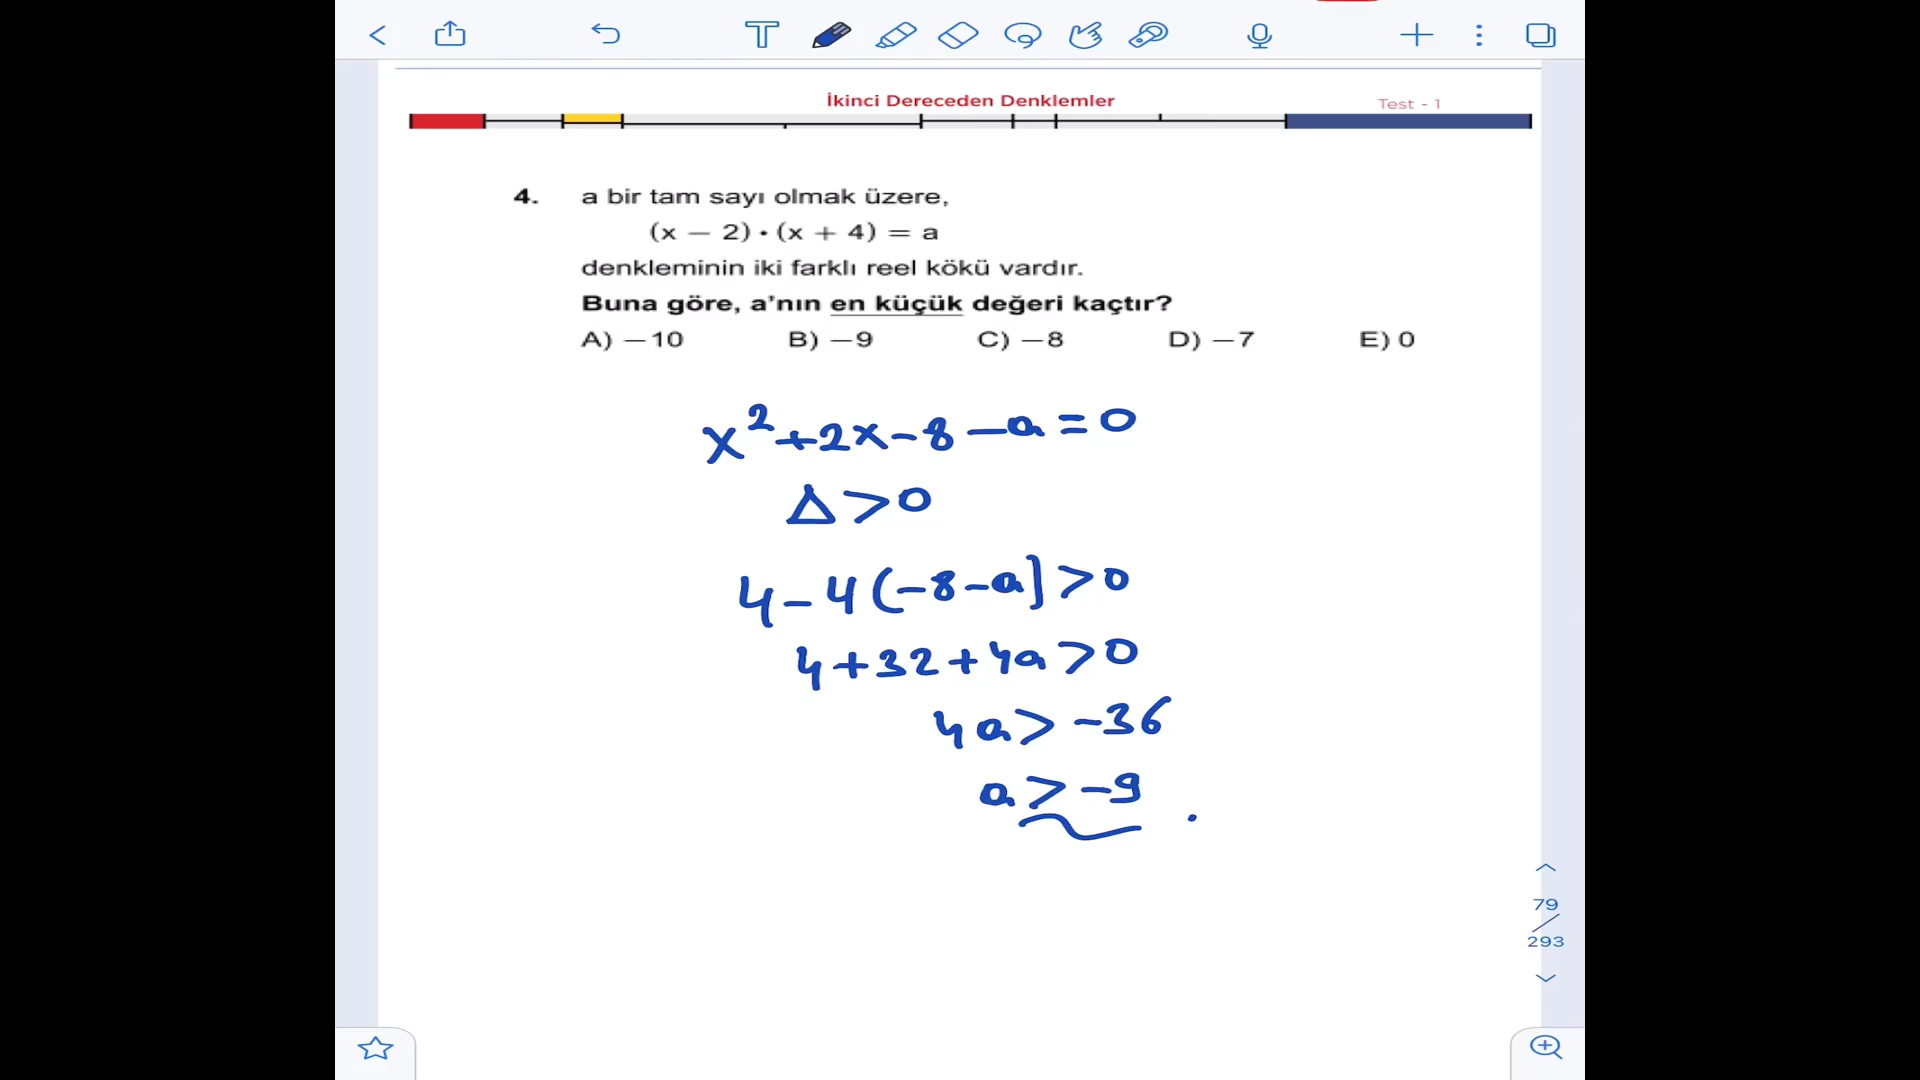 İkinci Dereceden Denklemler
Test - 1
4. a bir tam sayı olmak üzere,
(x − 2) • (x + 4) = a
denkleminin iki farklı reel kökü vardır.
Buna göre, a'nın en küçük değeri kaçtır?
A) −10 B) −9 C) −8 D) −7 E) 0
x² + 2x - 8 - a = 0
Δ > 0
4 - 4 (-8 - a] > 0
4 + 32 + 4a > 0
4a > -36
a > -9
79
293